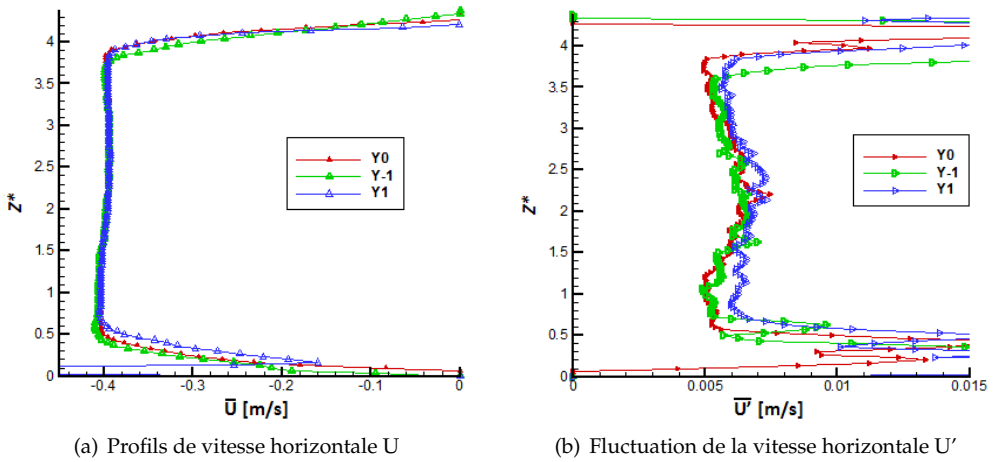 4
3.5
3
2.5
2
1.5
1
0.5
0
Z*
-0.4
-0.3
-0.2
-0.1
0
U [m/s]
Y0
Y-1
Y1
4
3.5
3
2.5
2
1.5
1
0.5
0
Z*
0
0.005
0.01
0.015
U' [m/s]
Y0
Y-1
Y1
(a) Profils de vitesse horizontale U
(b) Fluctuation de la vitesse horizontale U'